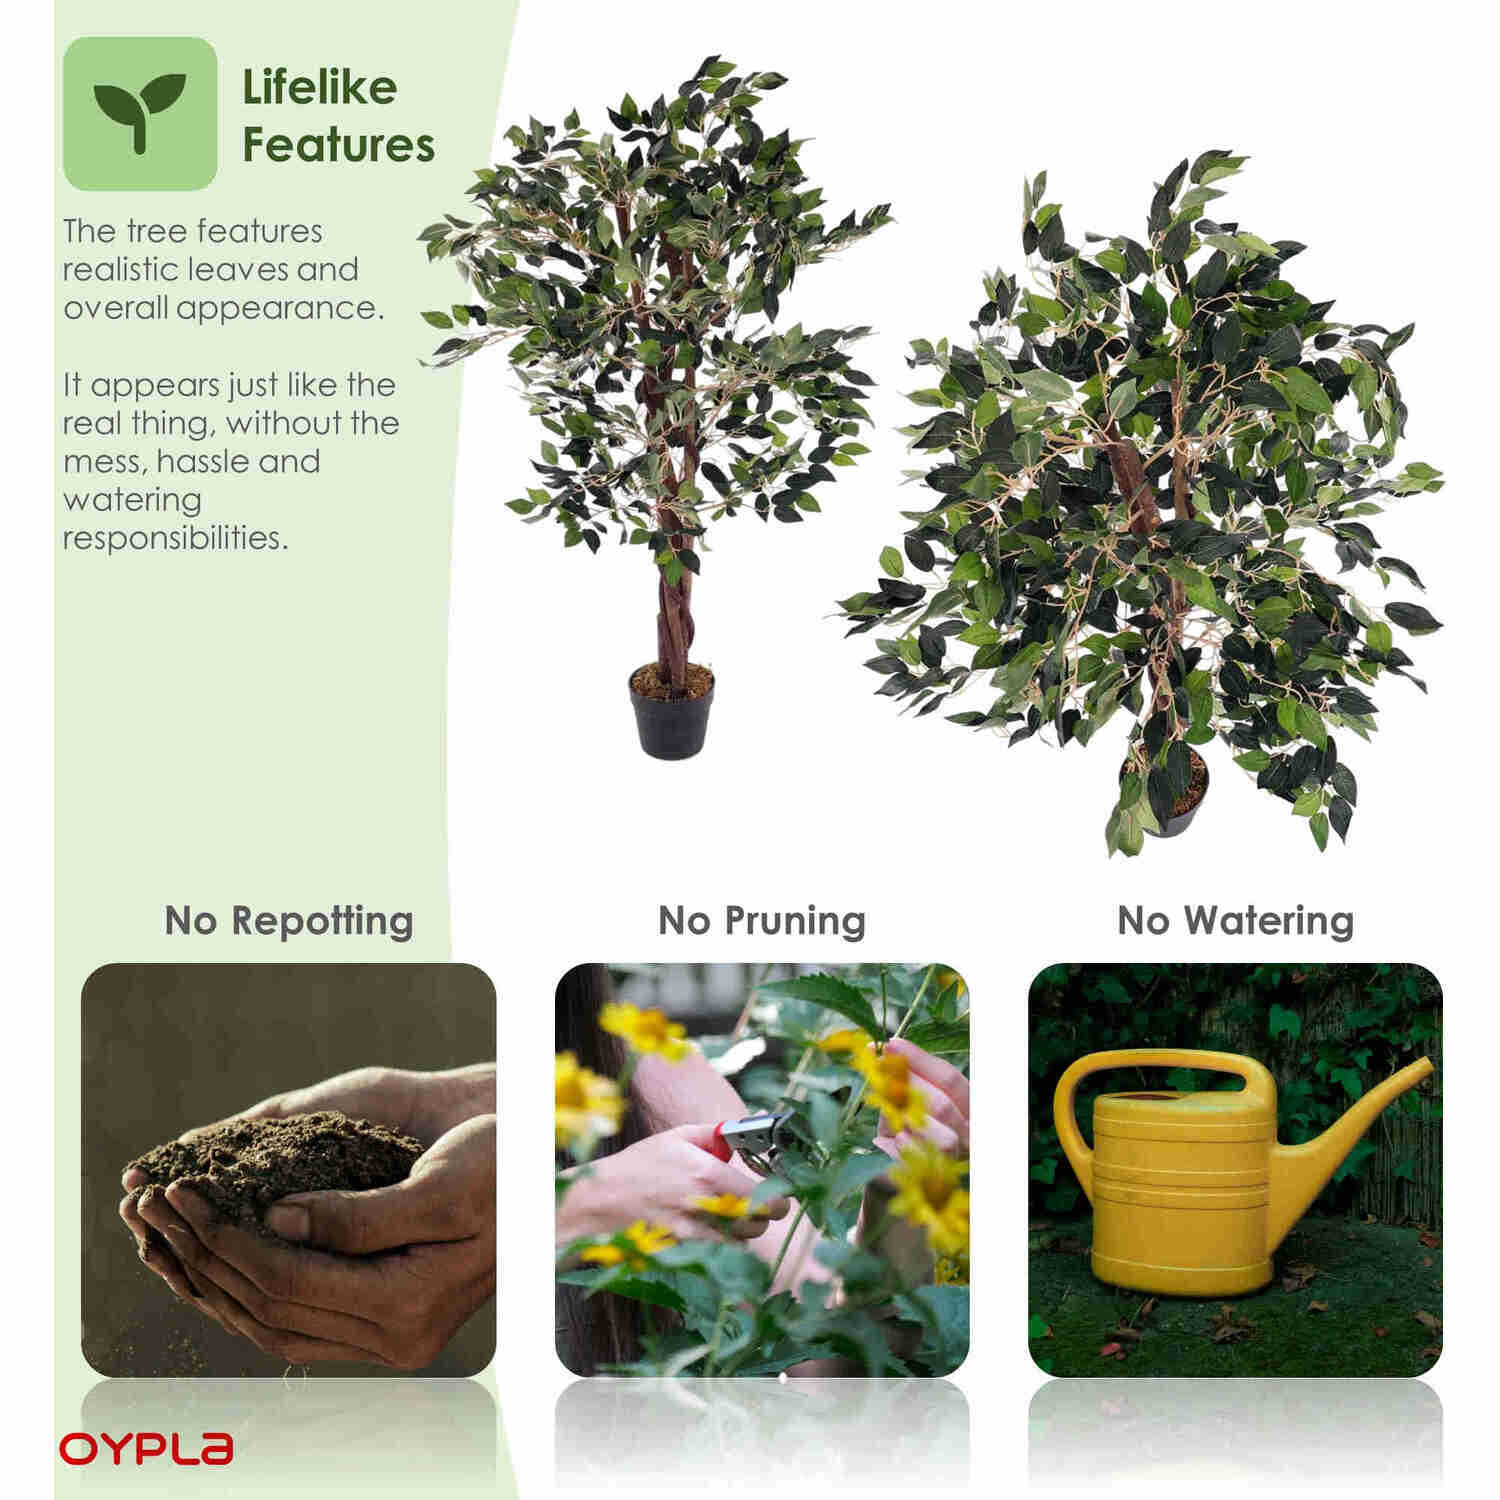 Lifelike
Features
The tree features
realistic leaves and
overall appearance.
It appears just like the
real thing, without the
mess, hassle and
watering
responsibilities.
No Repotting
No Pruning
No Watering
OYPLA